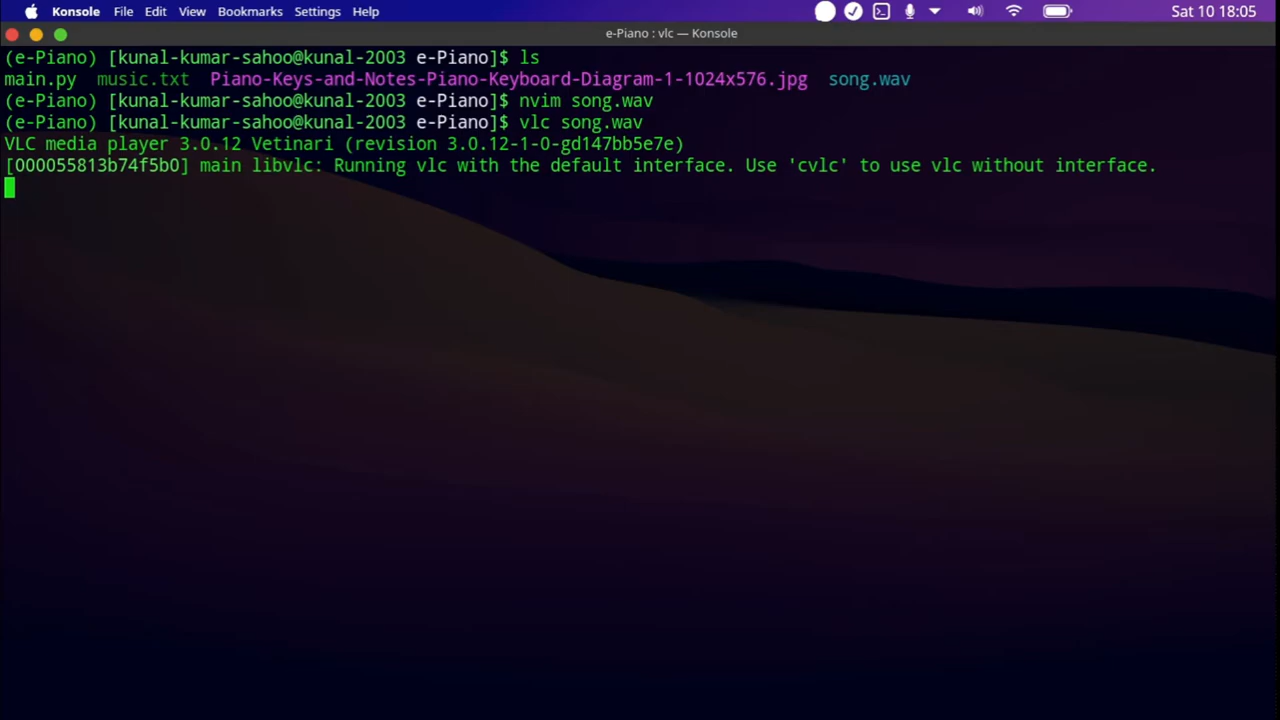 Konsole File Edit View Bookmarks Settings Help Sat 10 18:05
e-Piano : vlc — Konsole
(e-Piano) [kunal-kumar-sahoo@kunal-2003 e-Piano]$ ls
main.py music.txt Piano-Keys-and-Notes-Piano-Keyboard-Diagram-1-1024x576.jpg song.wav
(e-Piano) [kunal-kumar-sahoo@kunal-2003 e-Piano]$ nvim song.wav
(e-Piano) [kunal-kumar-sahoo@kunal-2003 e-Piano]$ vlc song.wav
VLC media player 3.0.12 Vetinari (revision 3.0.12-1-0-gd147bb5e7e)
[000055813b74f5b0] main libvlc: Running vlc with the default interface. Use 'cvlc' to use vlc without interface.